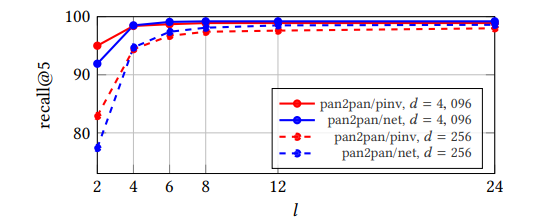 100
90
80
recall@5
pan2pan/pinv, d = 4, 096
pan2pan/net, d = 4, 096
pan2pan/pinv, d = 256
pan2pan/net, d = 256
2 4 6 8 12 24
l